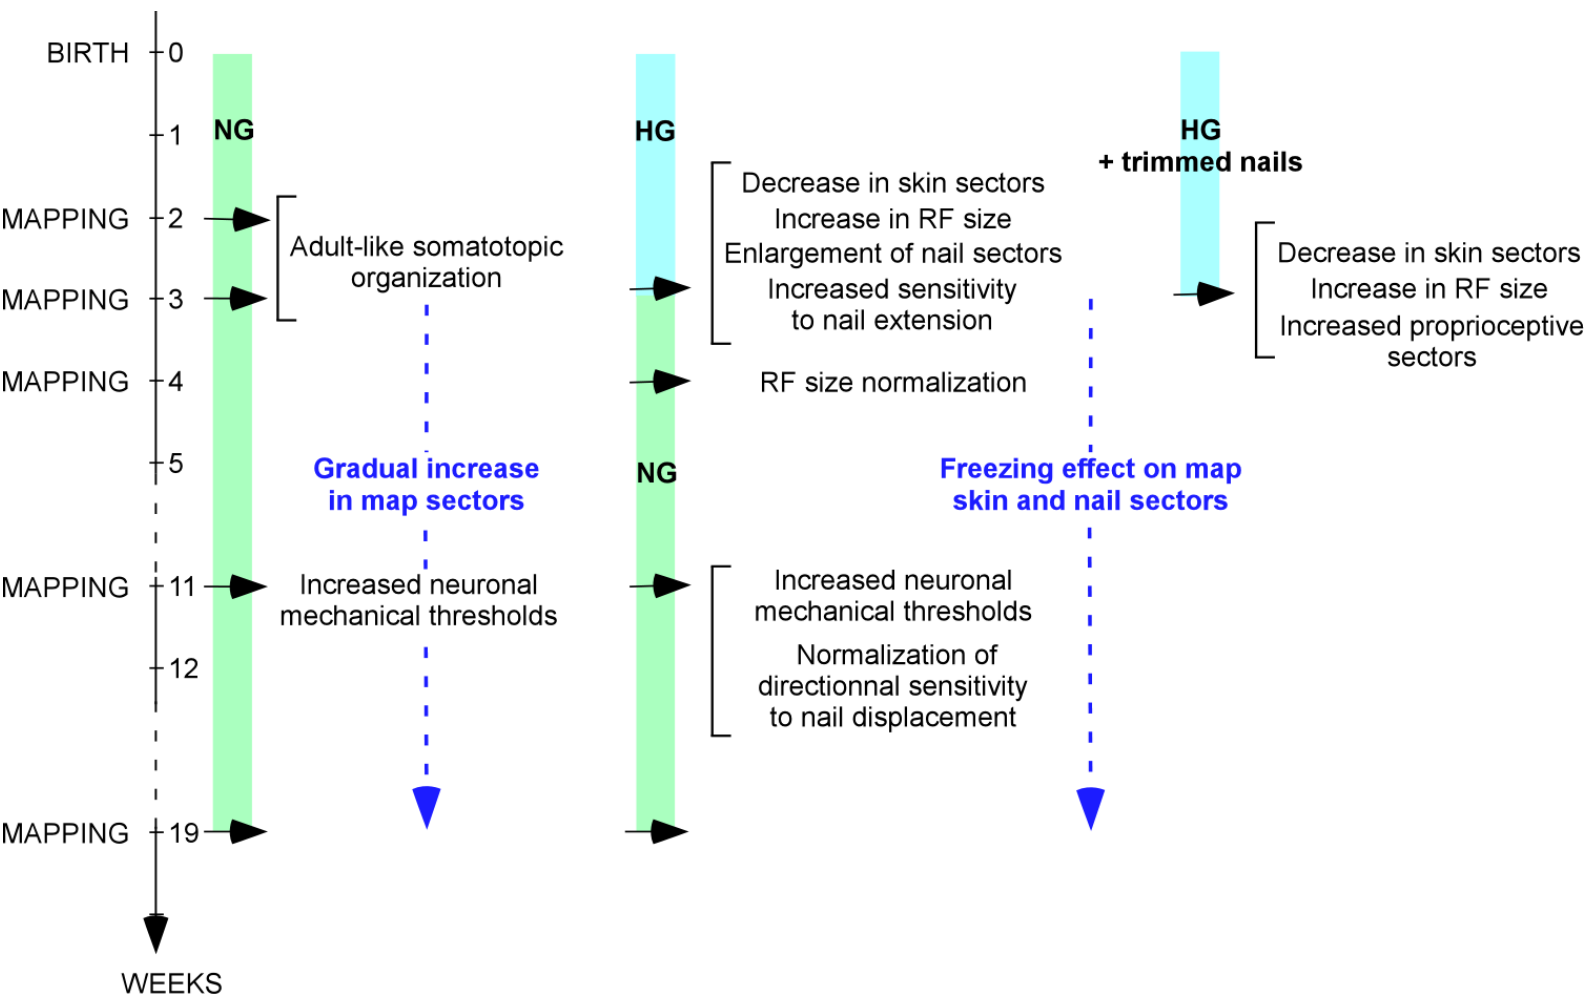 BIRTH
0
1
MAPPING
2
MAPPING
3
MAPPING
4
5
MAPPING
11
12
MAPPING
19
WEEKS
NG
Adult-like somatotopic
organization
Gradual increase
in map sectors
Increased neuronal
mechanical thresholds
HG
Decrease in skin sectors
Increase in RF size
Enlargement of nail sectors
Increased sensitivity
to nail extension
RF size normalization
NG
Freezing effect on map
skin and nail sectors
Increased neuronal
mechanical thresholds
Normalization of
directionnal sensitivity
to nail displacement
HG
+ trimmed nails
Decrease in skin sectors
Increase in RF size
Increased proprioceptive
sectors